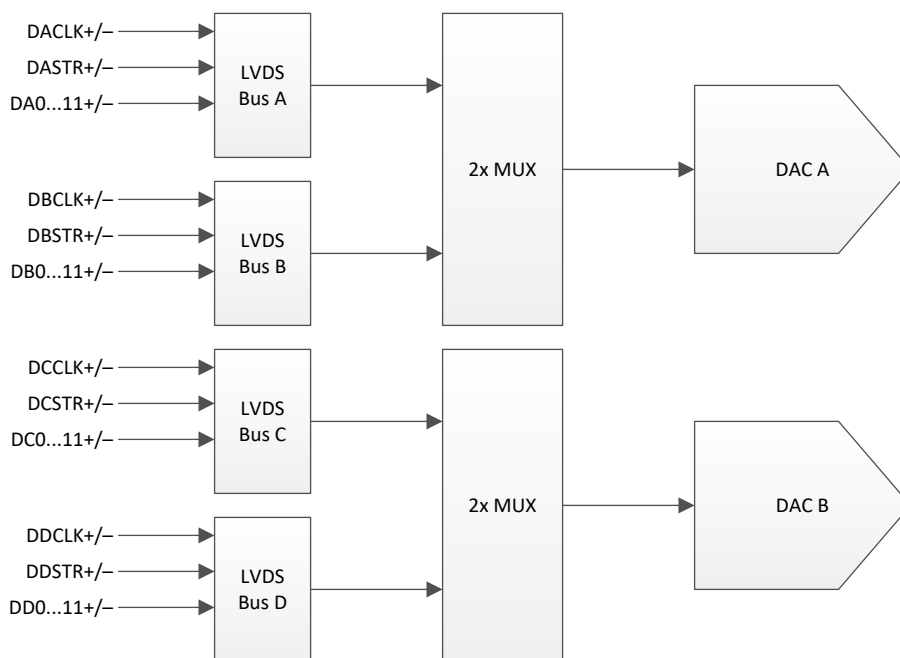 DACLK+/–
DASTR+/–
DA0...11+/–
LVDS
Bus A
DBCLK+/–
DBSTR+/–
DB0...11+/–
LVDS
Bus B
2x MUX
DAC A
DCCLK+/–
DCSTR+/–
DC0...11+/–
LVDS
Bus C
DDCLK+/–
DDSTR+/–
DD0...11+/–
LVDS
Bus D
2x MUX
DAC B